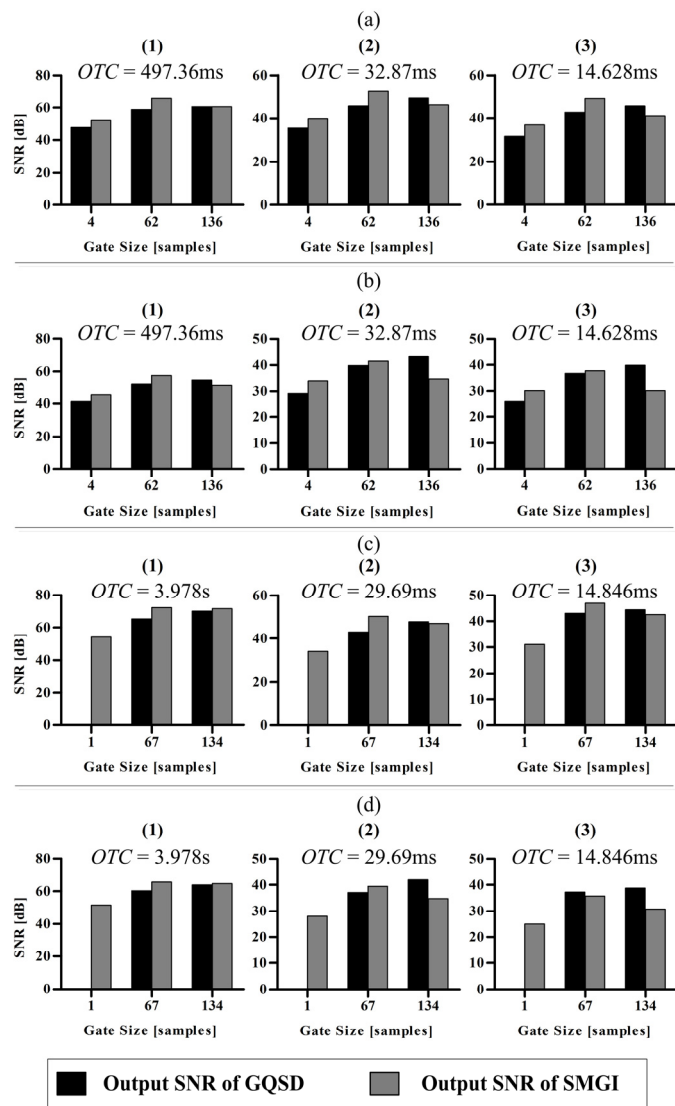 (a)
(1)
OTC = 497.36ms
SNR [dB]
80
60
40
20
0
4 62 136
Gate Size [samples]
(2)
OTC = 32.87ms
60
40
20
0
4 62 136
Gate Size [samples]
(3)
OTC = 14.628ms
60
40
20
0
4 62 136
Gate Size [samples]
(b)
(1)
OTC = 497.36ms
SNR [dB]
80
60
40
20
0
4 62 136
Gate Size [samples]
(2)
OTC = 32.87ms
50
40
30
20
10
0
4 62 136
Gate Size [samples]
(3)
OTC = 14.628ms
50
40
30
20
10
0
4 62 136
Gate Size [samples]
(c)
(1)
OTC = 3.978s
SNR [dB]
80
60
40
20
0
1 67 134
Gate Size [samples]
(2)
OTC = 29.69ms
60
40
20
0
1 67 134
Gate Size [samples]
(3)
OTC = 14.846ms
50
40
30
20
10
0
1 67 134
Gate Size [samples]
(d)
(1)
OTC = 3.978s
SNR [dB]
80
60
40
20
0
1 67 134
Gate Size [samples]
(2)
OTC = 29.69ms
50
40
30
20
10
0
1 67 134
Gate Size [samples]
(3)
OTC = 14.846ms
50
40
30
20
10
0
1 67 134
Gate Size [samples]
Output SNR of GQSD
Output SNR of SMGI